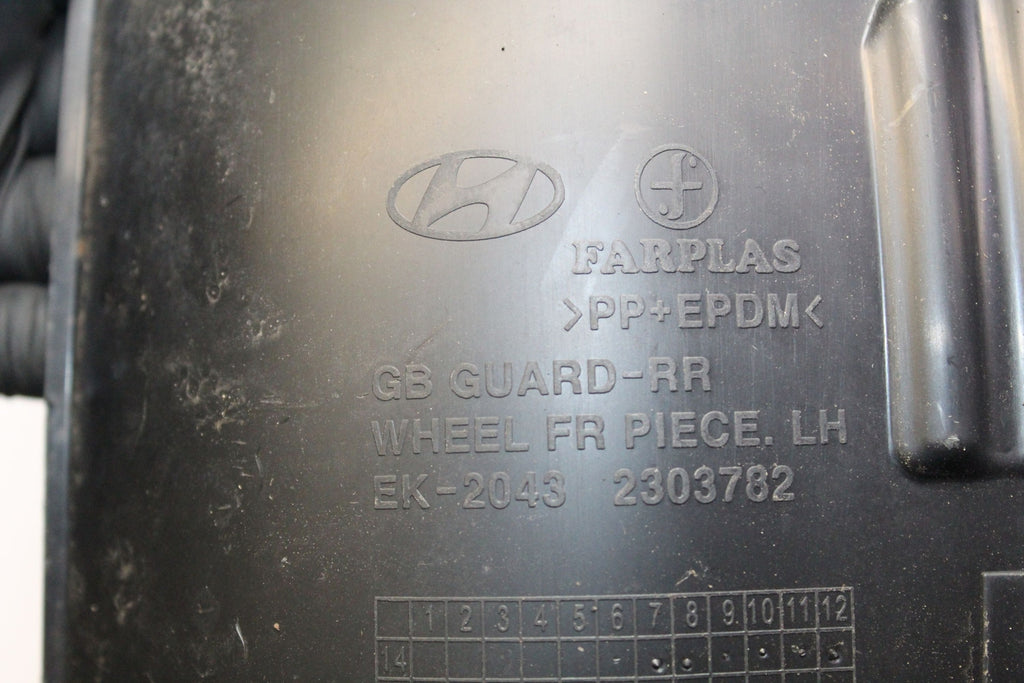 FARPLAS
>PP+EPDM<
GB GUARD-RR
WHEEL FR PIECE. LH
EK-2043 2303782
1 2 3 4 5 6 7 8 9 10 11 12
14